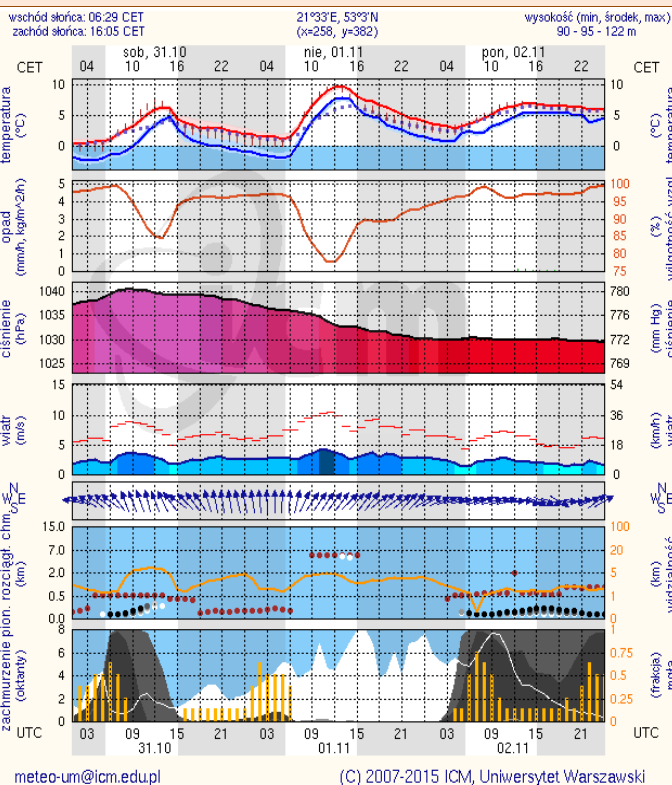 wschód słońca: 06:29 CET 21°33'E, 53°3'N wysokość (min, środek, max)
zachód słońca: 16:05 CET (x=258, y=382) 90 - 95 - 122 m
sob, 31.10 nie, 01.11 pon, 02.11
CET 04 10 16 22 04 10 16 22 04 10 16 22 CET
temperatura (°C) 10 5 0 10 5 0 temperatura (°C)
opad (mm/h, kg/m^2/h) 5 4 3 2 1 0 100 95 90 85 80 75 (%) wilgotność wzgl.
icm
ciśnienie (hPa) 1040 1035 1030 1025 780 776 772 769 (mm Hg) ciśnienie
wiatr (m/s) 15 10 5 0 54 36 18 0 (km/h) wiatr
N W E S N W E S
pion. rozciągł. chm. (km) 15.0 7.0 2.0 0.5 0.0 100 20 5 1 0 (km) widzialność
zachmurzenie (oktanty) 8 6 4 2 0 1 0.75 0.5 0.25 0 (frakcja) mgła
UTC 03 09 15 21 03 09 15 21 03 09 15 21 UTC
31.10 01.11 02.11
meteo-um@icm.edu.pl (C) 2007-2015 ICM, Uniwersytet Warszawski